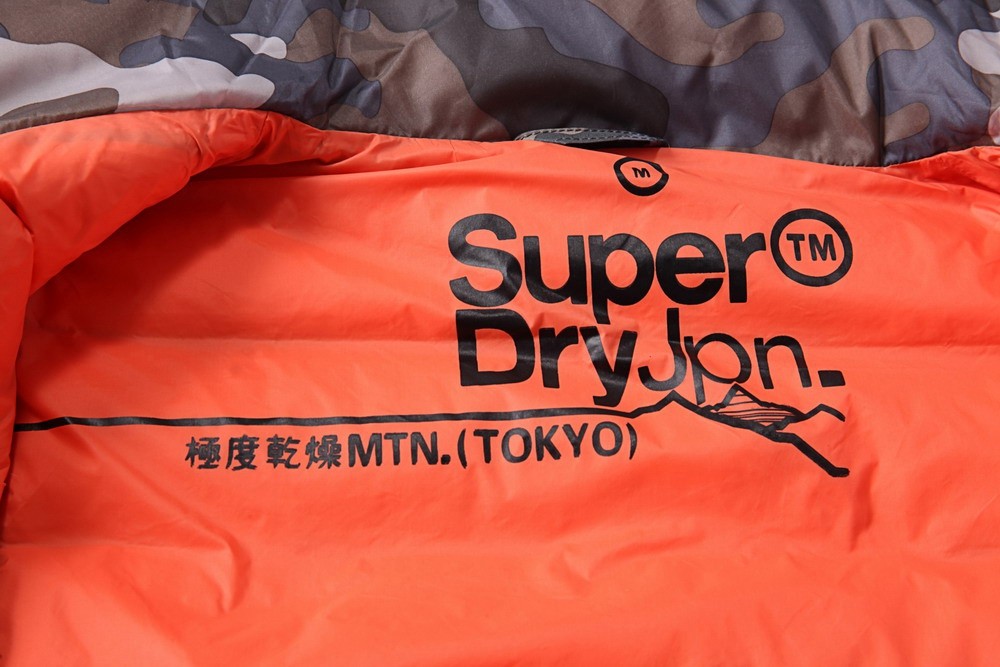 M
Super TM
DryJpn.
極度乾燥MTN.(TOKYO)